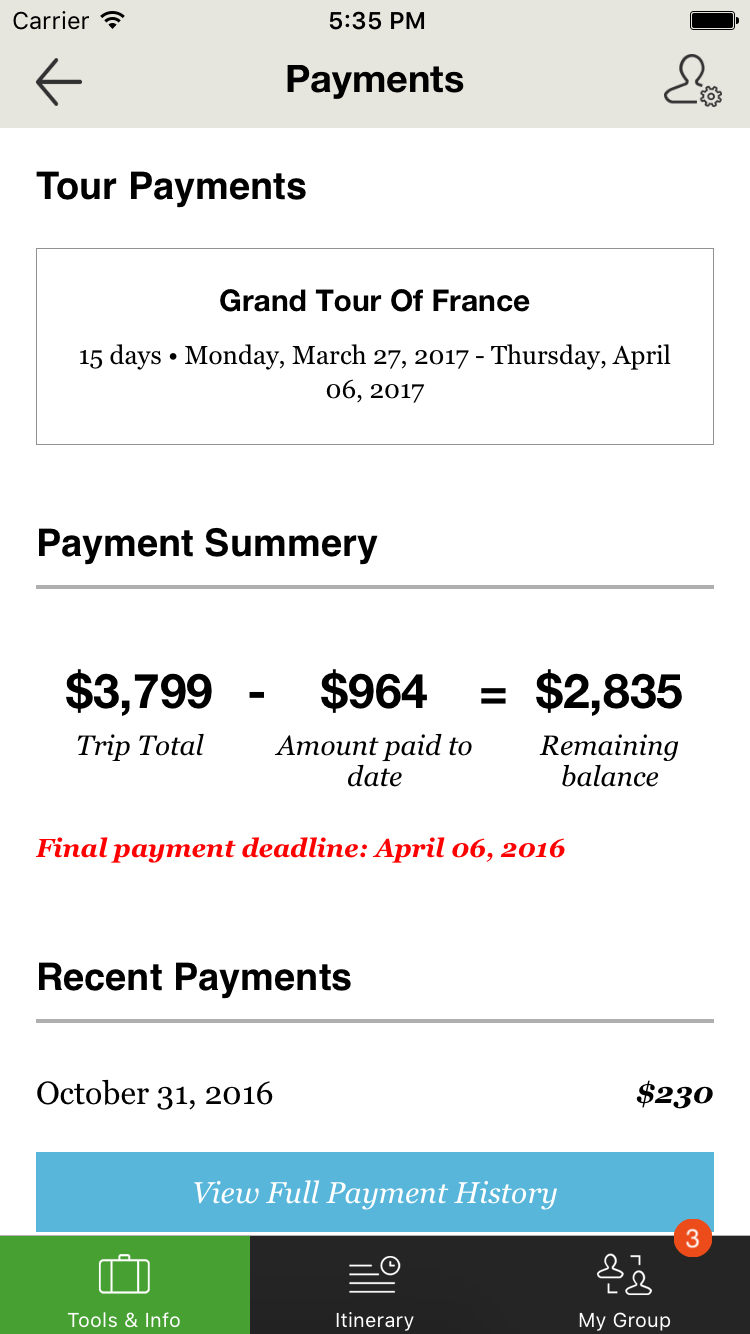 Carrier 5:35 PM
Payments
Tour Payments
Grand Tour Of France
15 days • Monday, March 27, 2017 - Thursday, April
06, 2017
Payment Summery
$3,799 - $964 = $2,835
Trip Total Amount paid to Remaining
date balance
Final payment deadline: April 06, 2016
Recent Payments
October 31, 2016 $230
View Full Payment History
3
Tools & Info Itinerary My Group